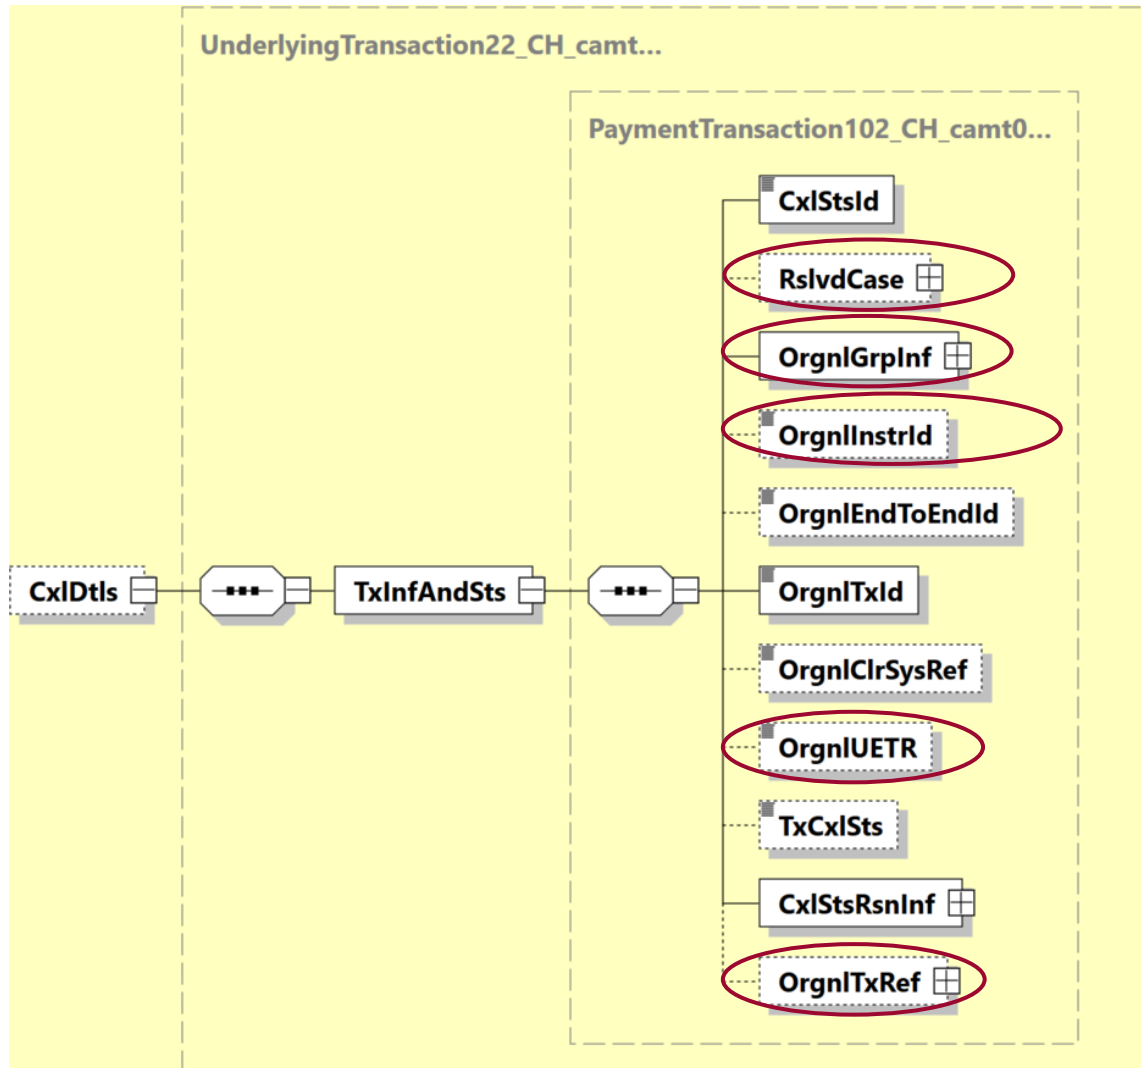 UnderlyingTransaction22_CH_camt...
PaymentTransaction102_CH_camt0...
CxlStsId
RslvdCase
OrgnlGrpInf
OrgnlInstrId
OrgnlEndToEndId
CxlDtls
TxInfAndSts
OrgnlTxId
OrgnlClrSysRef
OrgnlUETR
TxCxlSts
CxlStsRsnInf
OrgnlTxRef